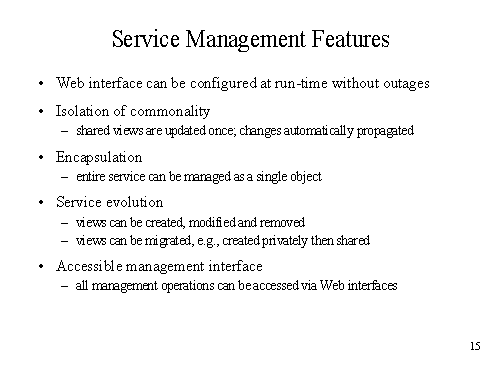 Service Management Features
• Web interface can be configured at run-time without outages
• Isolation of commonality
– shared views are updated once; changes automatically propagated
• Encapsulation
– entire service can be managed as a single object
• Service evolution
– views can be created, modified and removed
– views can be migrated, e.g., created privately then shared
• Accessible management interface
– all management operations can be accessed via Web interfaces
15